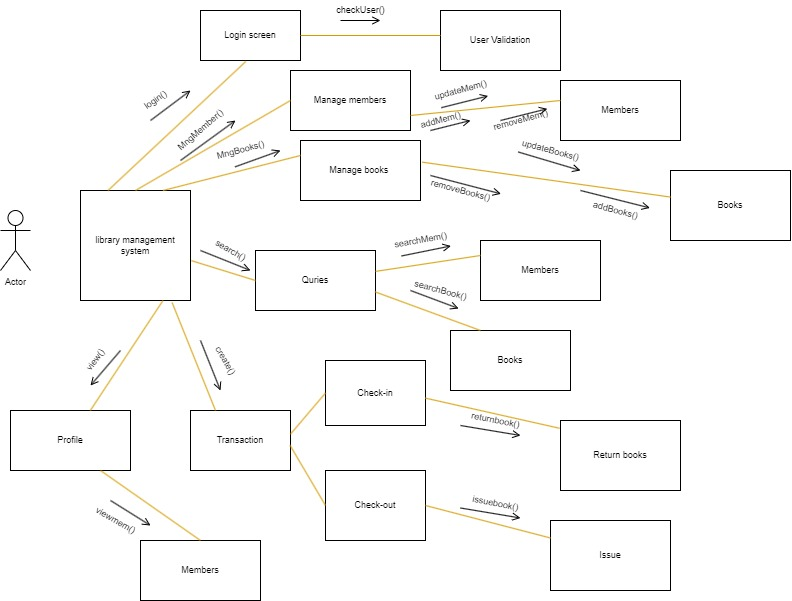 checkUser()
Login screen
User Validation
login()
Manage members
updateMem()
addMem()
removeMem()
Members
MngMember()
MngBooks()
Manage books
updateBooks()
removeBooks()
addBooks()
Books
library management
system
Actor
search()
Quries
searchMem()
Members
searchBook()
Books
view()
create()
Check-in
returnbook()
Return books
Profile
Transaction
Check-out
issuebook()
Issue
viewmem()
Members